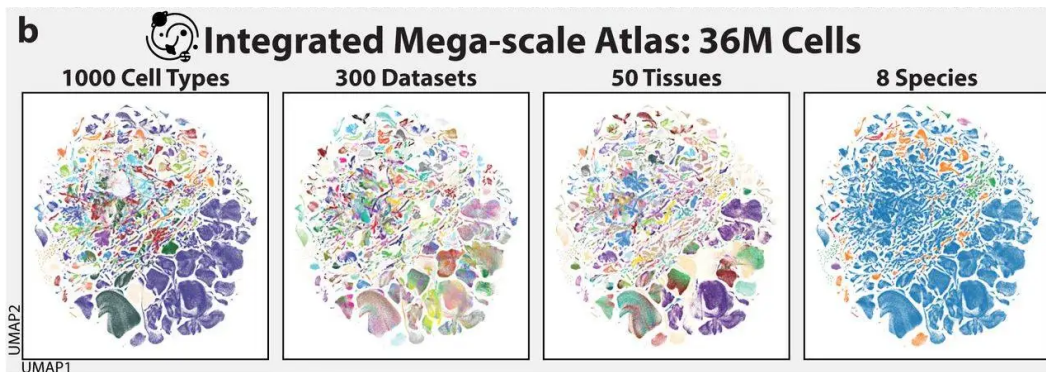 b
Integrated Mega-scale Atlas: 36M Cells
1000 Cell Types
300 Datasets
50 Tissues
8 Species
UMAP2
UMAP1